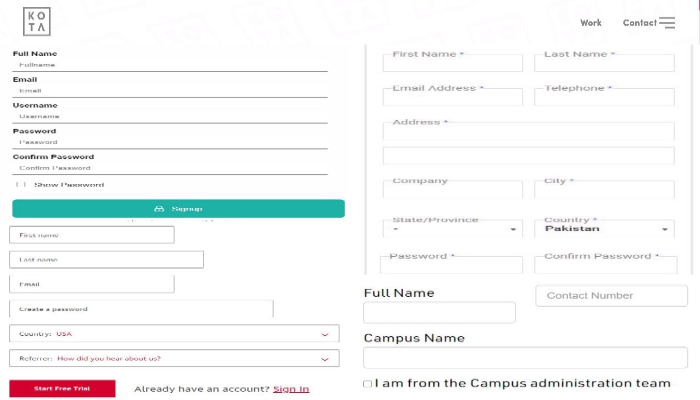 KO
TA
Work
Contact
Full Name
Fullname
Email
Email
Username
Username
Password
Password
Confirm Password
Confirm Password
Show Password
Signup
First name
Last name
Email
Create a password
Country: USA
Referrer: How did you hear about us?
Start Free Trial
Already have an account? Sign In
First Name *
Last Name *
Email Address *
Telephone *
Address *
Company
City *
State/Province
-
Country *
Pakistan
Password *
Confirm Password *
Full Name
Contact Number
Campus Name
I am from the Campus administration team